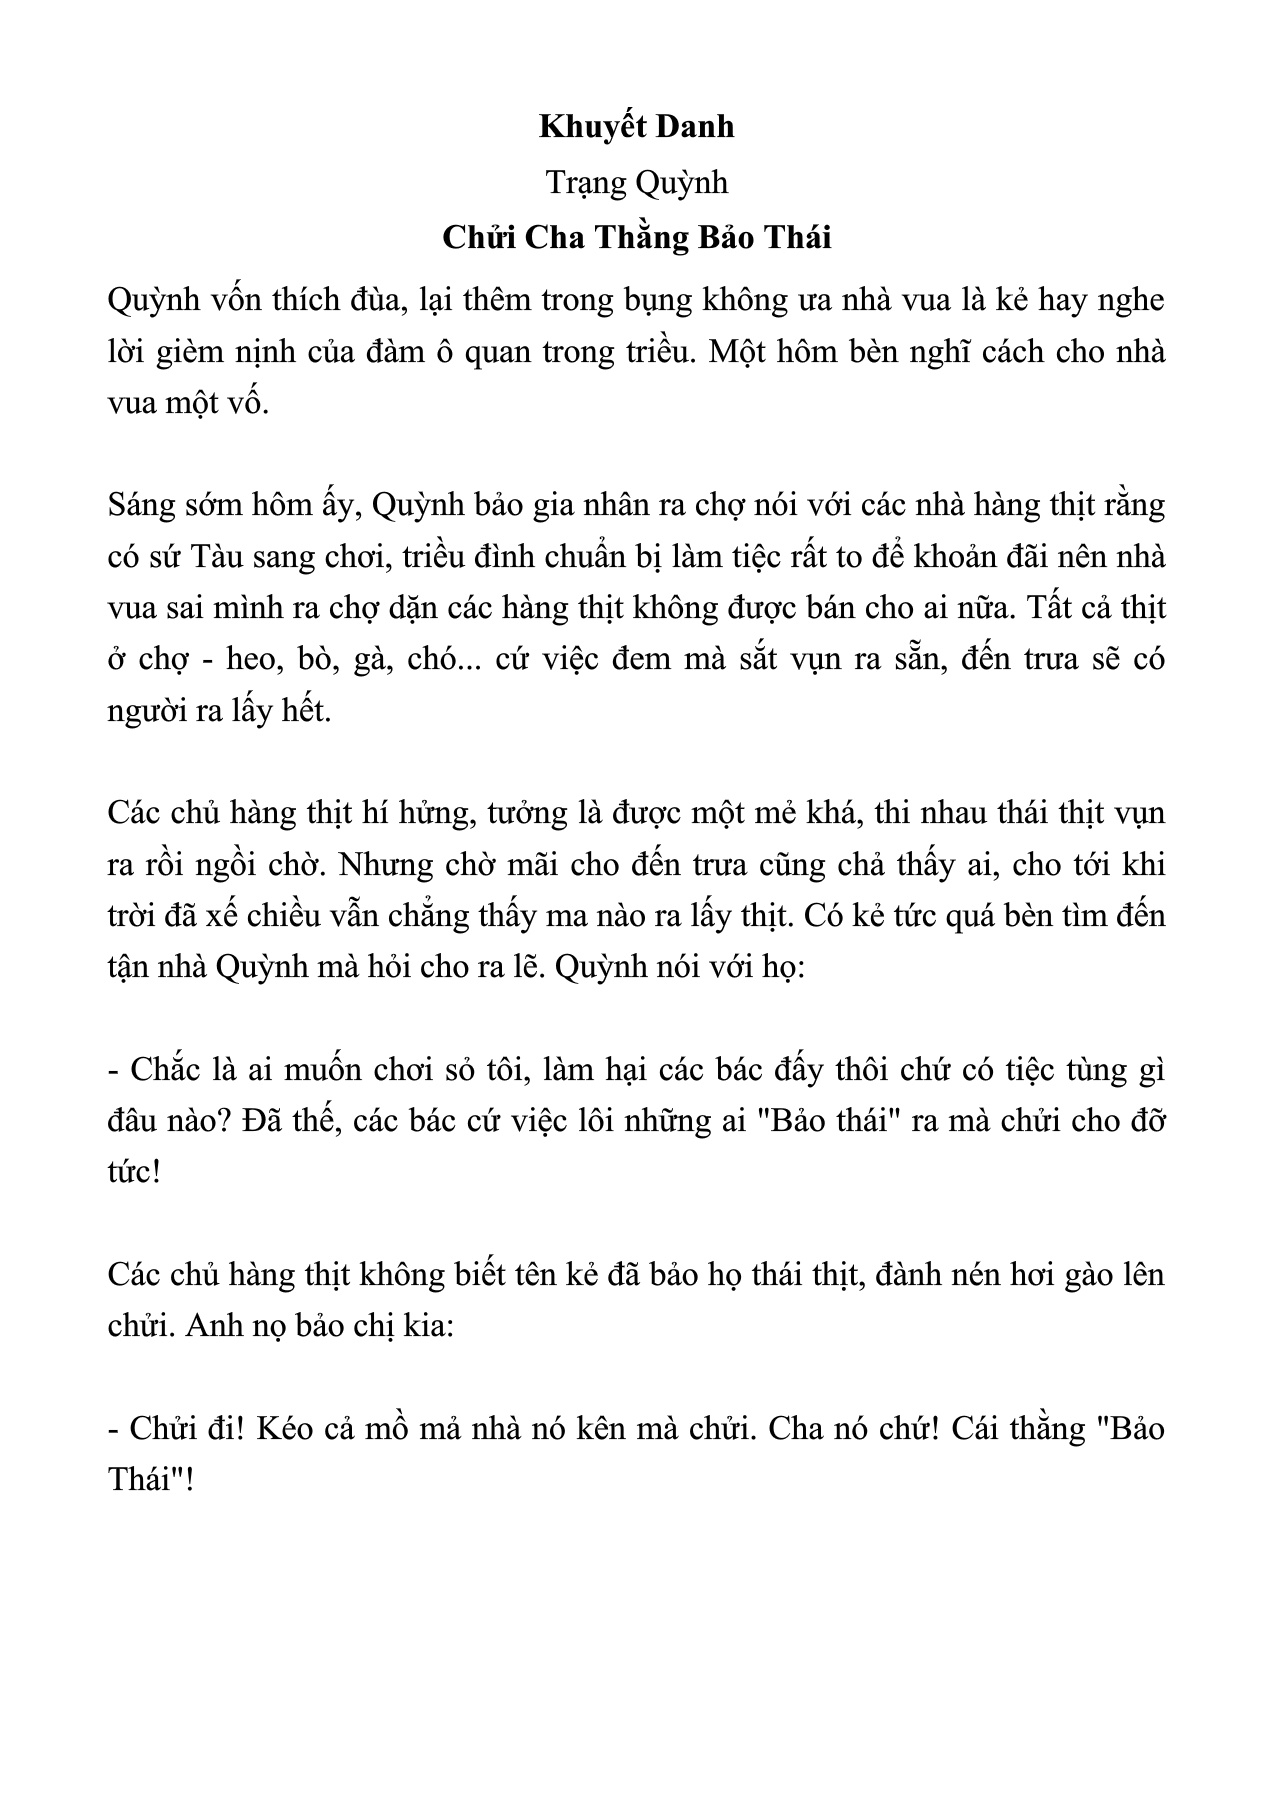 Khuyết Danh
Trạng Quỳnh
Chửi Cha Thằng Bảo Thái
Quỳnh vốn thích đùa, lại thêm trong bụng không ưa nhà vua là kẻ hay nghe
lời gièm nịnh của đàm ô quan trong triều. Một hôm bèn nghĩ cách cho nhà
vua một vố.
Sáng sớm hôm ấy, Quỳnh bảo gia nhân ra chợ nói với các nhà hàng thịt rằng
có sứ Tàu sang chơi, triều đình chuẩn bị làm tiệc rất to để khoản đãi nên nhà
vua sai mình ra chợ dặn các hàng thịt không được bán cho ai nữa. Tất cả thịt
ở chợ - heo, bò, gà, chó... cứ việc đem mà sắt vụn ra sẵn, đến trưa sẽ có
người ra lấy hết.
Các chủ hàng thịt hí hửng, tưởng là được một mẻ khá, thi nhau thái thịt vụn
ra rồi ngồi chờ. Nhưng chờ mãi cho đến trưa cũng chả thấy ai, cho tới khi
trời đã xế chiều vẫn chẳng thấy ma nào ra lấy thịt. Có kẻ tức quá bèn tìm đến
tận nhà Quỳnh mà hỏi cho ra lẽ. Quỳnh nói với họ:
- Chắc là ai muốn chơi sỏ tôi, làm hại các bác đấy thôi chứ có tiệc tùng gì
đâu nào? Đã thế, các bác cứ việc lôi những ai "Bảo thái" ra mà chửi cho đỡ
tức!
Các chủ hàng thịt không biết tên kẻ đã bảo họ thái thịt, đành nén hơi gào lên
chửi. Anh nọ bảo chị kia:
- Chửi đi! Kéo cả mồ mả nhà nó kên mà chửi. Cha nó chứ! Cái thằng "Bảo
Thái"!